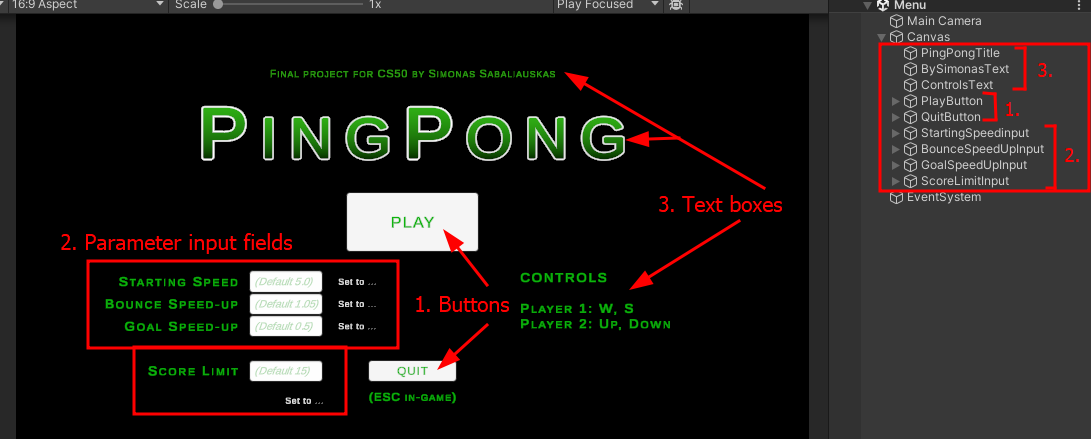 16:9 Aspect
Scale
1x
Play Focused
Final project for CS50 by Simonas Sabaliauskas
PingPong
PLAY
3. Text boxes
2. Parameter input fields
Starting Speed (Default 5.0) Set to ...
Bounce Speed-up (Default 1.05) Set to ...
Goal Speed-up (Default 0.5) Set to ...
1. Buttons
CONTROLS
Player 1: W, S
Player 2: Up, Down
Score Limit (Default 15)
Set to ...
QUIT
(ESC in-game)
Menu
Main Camera
Canvas
PingPongTitle
BySimonasText
ControlsText
3.
PlayButton
QuitButton
1.
StartingSpeedinput
BounceSpeedUpInput
GoalSpeedUpInput
ScoreLimitInput
2.
EventSystem